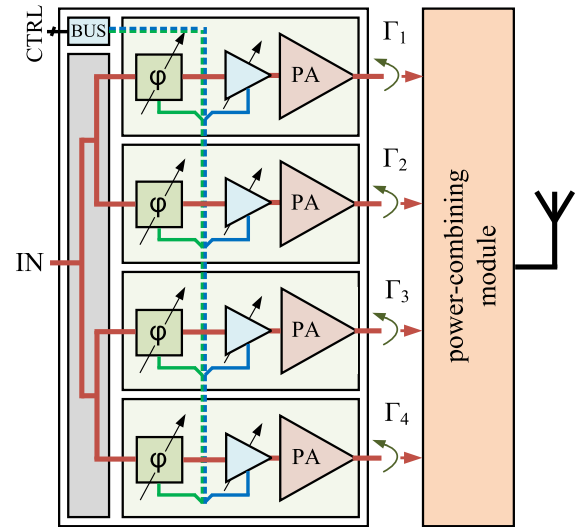 CTRL
BUS
φ
PA
Γ1
φ
PA
Γ2
IN
φ
PA
Γ3
φ
PA
Γ4
power-combining
module